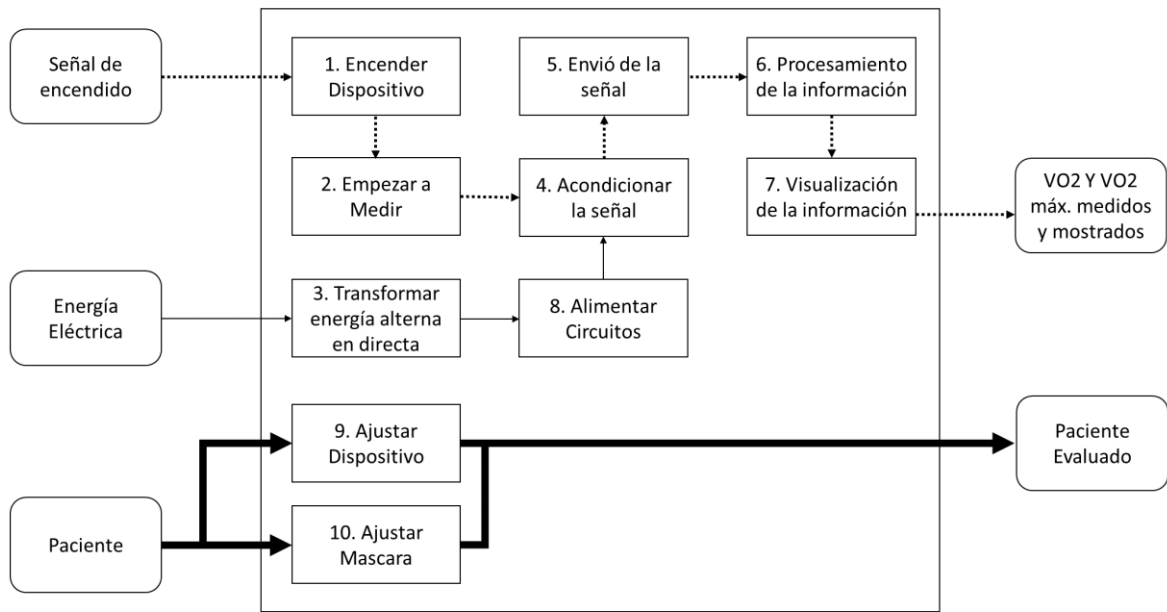 Señal de
encendido
1. Encender
Dispositivo
5. Envió de la
señal
6. Procesamiento
de la información
2. Empezar a
Medir
4. Acondicionar
la señal
7. Visualización
de la información
VO2 Y VO2
máx. medidos
y mostrados
Energía
Eléctrica
3. Transformar
energía alterna
en directa
8. Alimentar
Circuitos
9. Ajustar
Dispositivo
Paciente
Evaluado
Paciente
10. Ajustar
Mascara